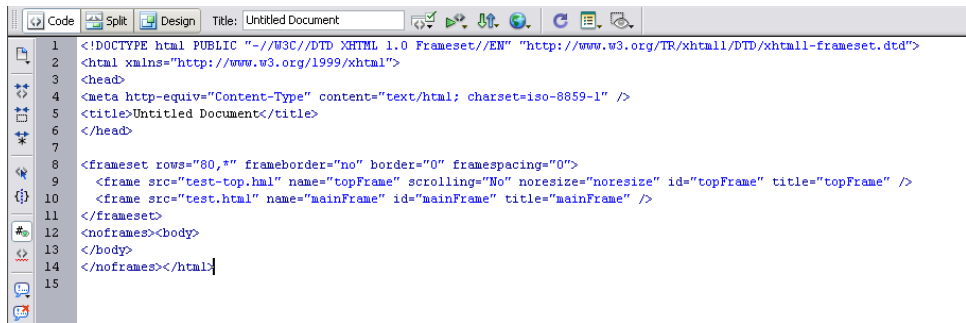 Code Split Design Title: Untitled Document
1 <!DOCTYPE html PUBLIC "-//W3C//DTD XHTML 1.0 Frameset//EN" "http://www.w3.org/TR/xhtml1/DTD/xhtml1-frameset.dtd">
2 <html xmlns="http://www.w3.org/1999/xhtml">
3 <head>
4 <meta http-equiv="Content-Type" content="text/html; charset=iso-8859-1" />
5 <title>Untitled Document</title>
6 </head>
7
8 <frameset rows="80,*" frameborder="no" border="0" framespacing="0">
9 <frame src="test-top.hml" name="topFrame" scrolling="No" noresize="noresize" id="topFrame" title="topFrame" />
10 <frame src="test.html" name="mainFrame" id="mainFrame" title="mainFrame" />
11 </frameset>
12 <noframes><body>
13 </body>
14 </noframes></html>
15